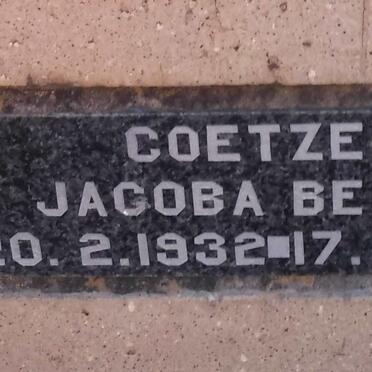 COETZE
JACOBA BE
0. 2.1932 17.